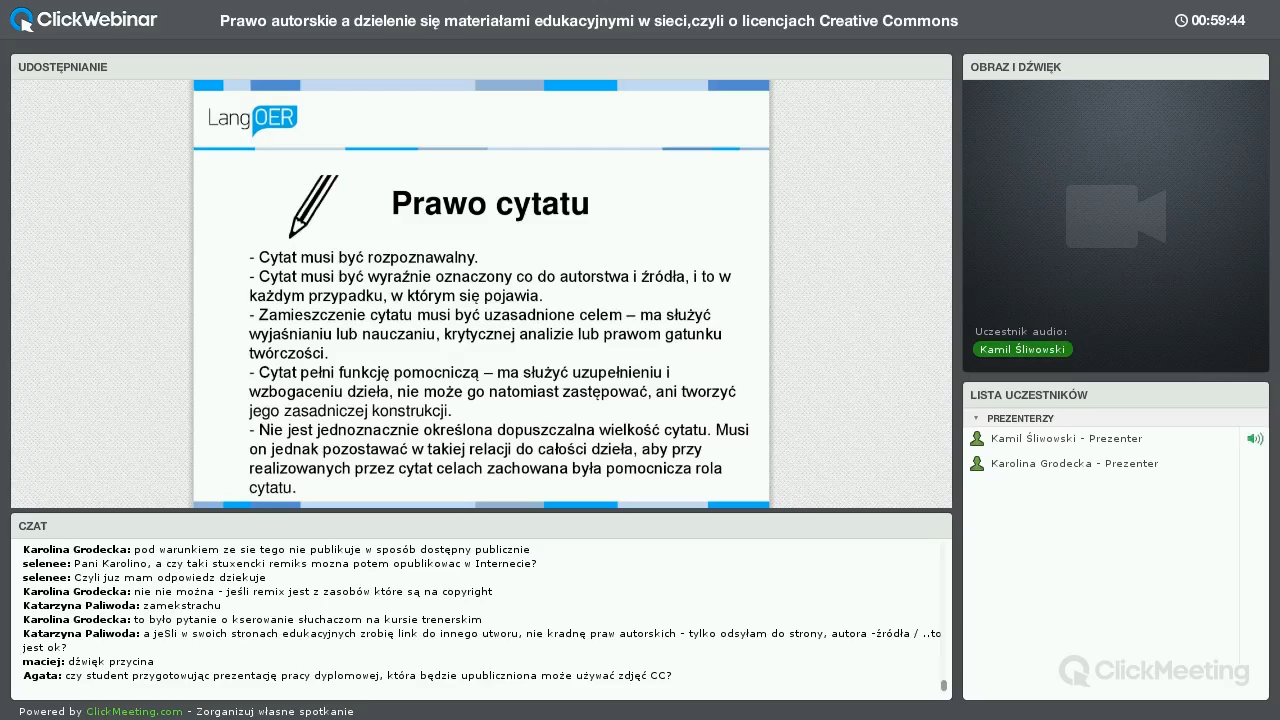 ClickWebinar
Prawo autorskie a dzielenie się materiałami edukacyjnymi w sieci,czyli o licencjach Creative Commons
00:59:44
UDOSTĘPNIANIE
LangOER
Prawo cytatu
- Cytat musi być rozpoznawalny.
- Cytat musi być wyraźnie oznaczony co do autorstwa i źródła, i to w
każdym przypadku, w którym się pojawia.
- Zamieszczenie cytatu musi być uzasadnione celem – ma służyć
wyjaśnianiu lub nauczaniu, krytycznej analizie lub prawom gatunku
twórczości.
- Cytat pełni funkcję pomocniczą – ma służyć uzupełnieniu i
wzbogaceniu dzieła, nie może go natomiast zastępować, ani tworzyć
jego zasadniczej konstrukcji.
- Nie jest jednoznacznie określona dopuszczalna wielkość cytatu. Musi
on jednak pozostawać w takiej relacji do całości dzieła, aby przy
realizowanych przez cytat celach zachowana była pomocnicza rola
cytatu.
OBRAZ I DŹWIĘK
Uczestnik audio:
Kamil Śliwowski
LISTA UCZESTNIKÓW
PREZENTERZY
Kamil Śliwowski - Prezenter
Karolina Grodecka - Prezenter
CZAT
Karolina Grodecka: pod warunkiem ze sie tego nie publikuje w sposób dostępny publicznie
selenee: Pani Karolino, a czy taki stuxencki remiks mozna potem opublikowac w Internecie?
selenee: Czyli juz mam odpowiedz dziekuje
Karolina Grodecka: nie nie można - jeśli remix jest z zasobów które są na copyright
Katarzyna Paliwoda: zamekstrachu
Karolina Grodecka: to było pytanie o kserowanie słuchaczom na kursie trenerskim
Katarzyna Paliwoda: a jeSli w swoich stronach edukacyjnych zrobię link do innego utworu, nie kradnę praw autorskich - tylko odsyłam do strony, autora -źródła / ..to
jest ok?
maciej: dźwięk przycina
Agata: czy student przygotowując prezentację pracy dyplomowej, która będzie upubliczniona może używać zdjęć CC?
ClickMeeting
Powered by ClickMeeting.com - Zorganizuj własne spotkanie